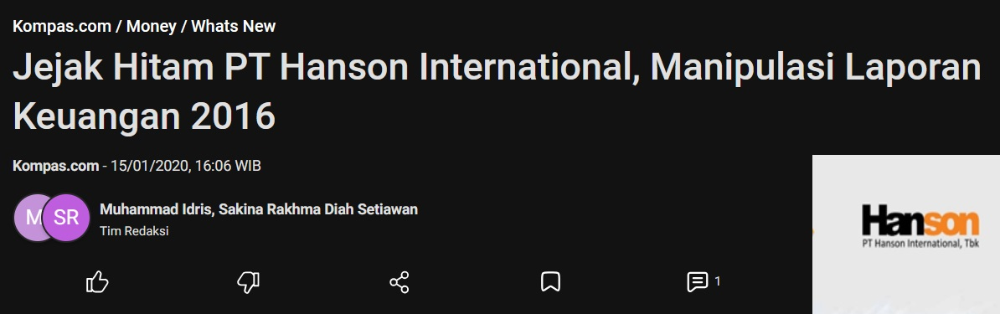 Kompas.com / Money / Whats New
Jejak Hitam PT Hanson International, Manipulasi Laporan
Keuangan 2016
Kompas.com - 15/01/2020, 16:06 WIB
M SR
Muhammad Idris, Sakina Rakhma Diah Setiawan
Tim Redaksi
1
Hanson
PT Hanson International, Tbk